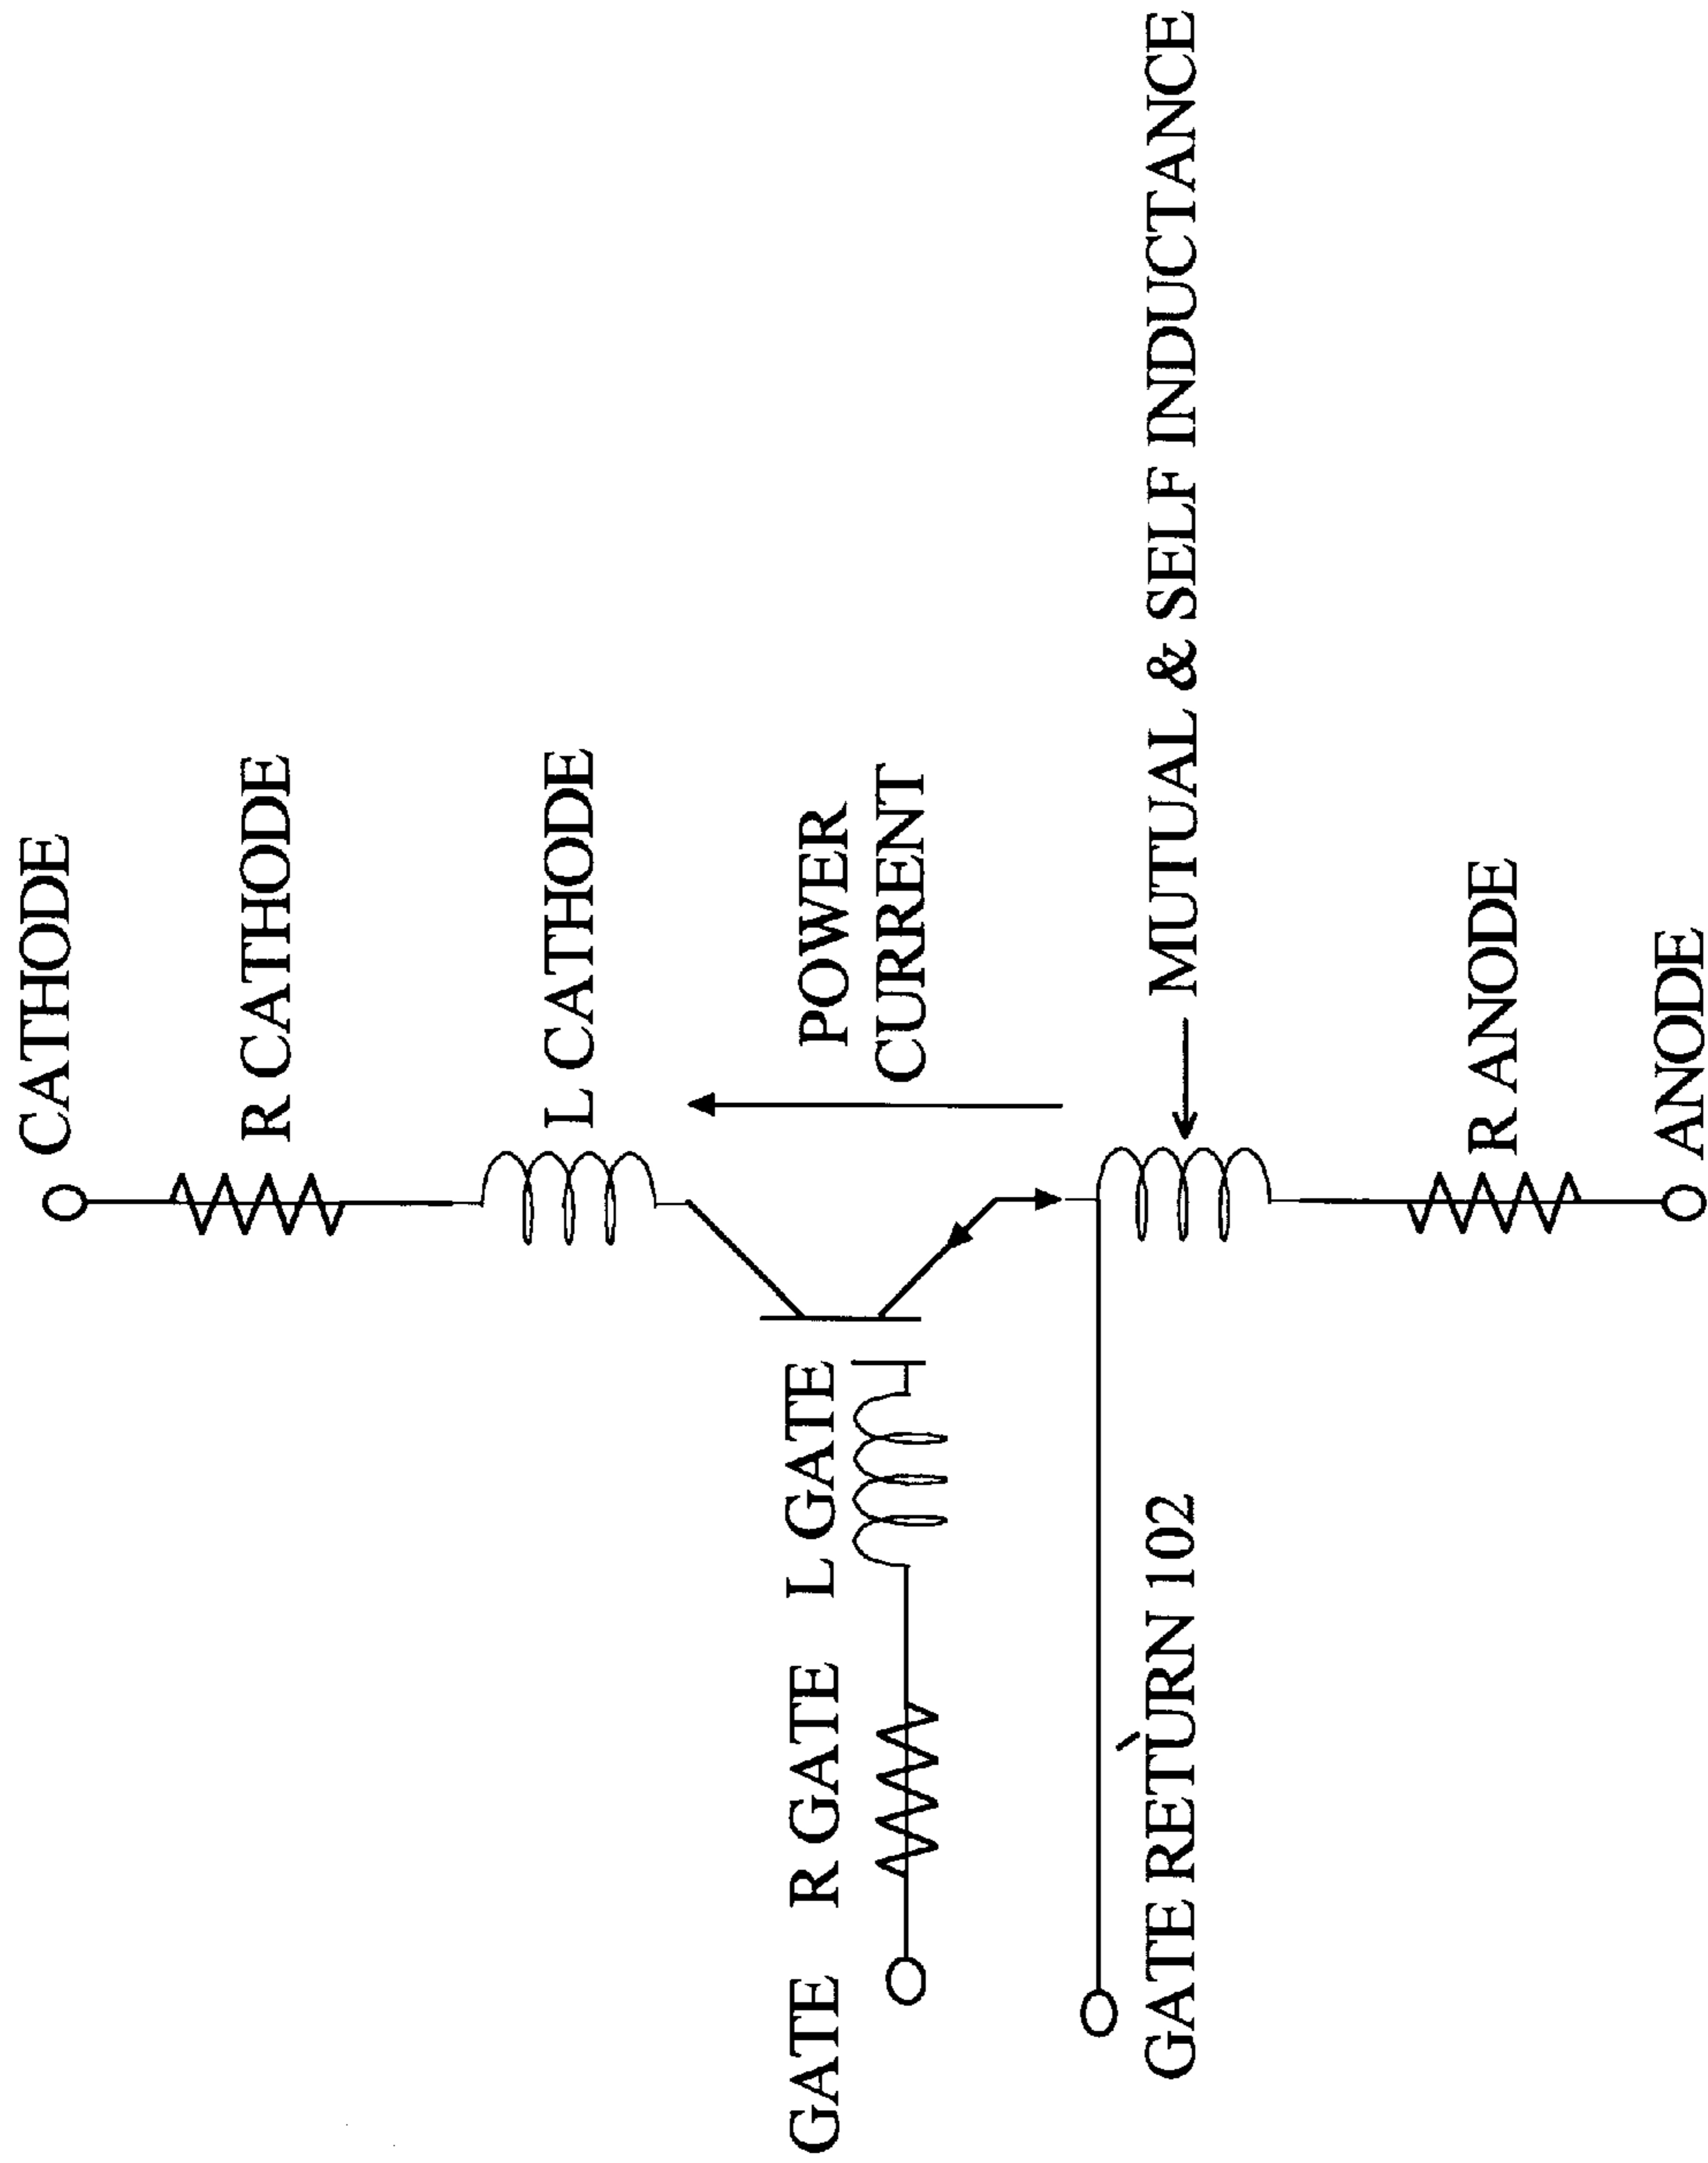 CATHODE
R CATHODE
L CATHODE
POWER
CURRENT
GATE R GATE L GATE
MUTUAL & SELF INDUCTANCE
GATE RETURN 102
R ANODE
ANODE